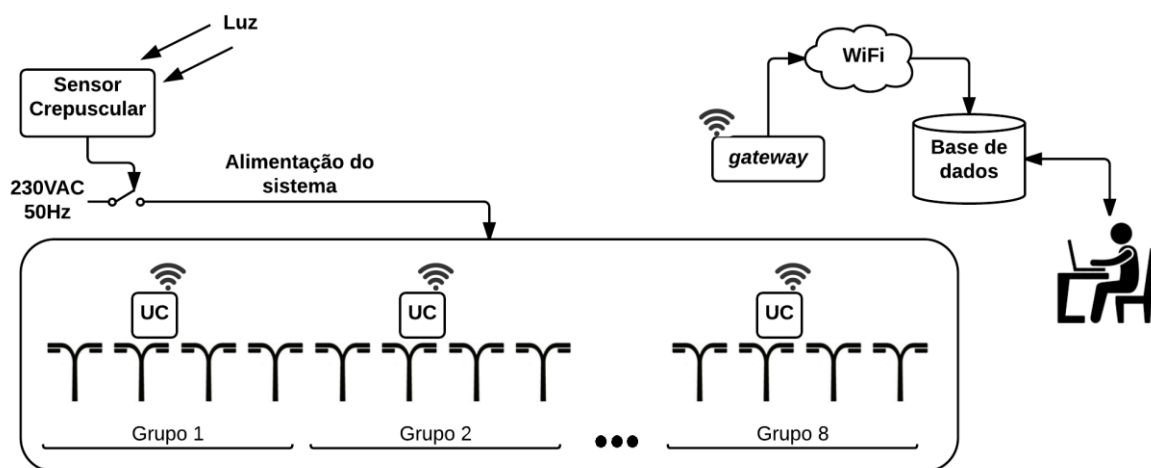 Luz
Sensor
Crepuscular
230VAC
50Hz
Alimentação do
sistema
WiFi
gateway
Base de
dados
UC
UC
UC
Grupo 1
Grupo 2
Grupo 8